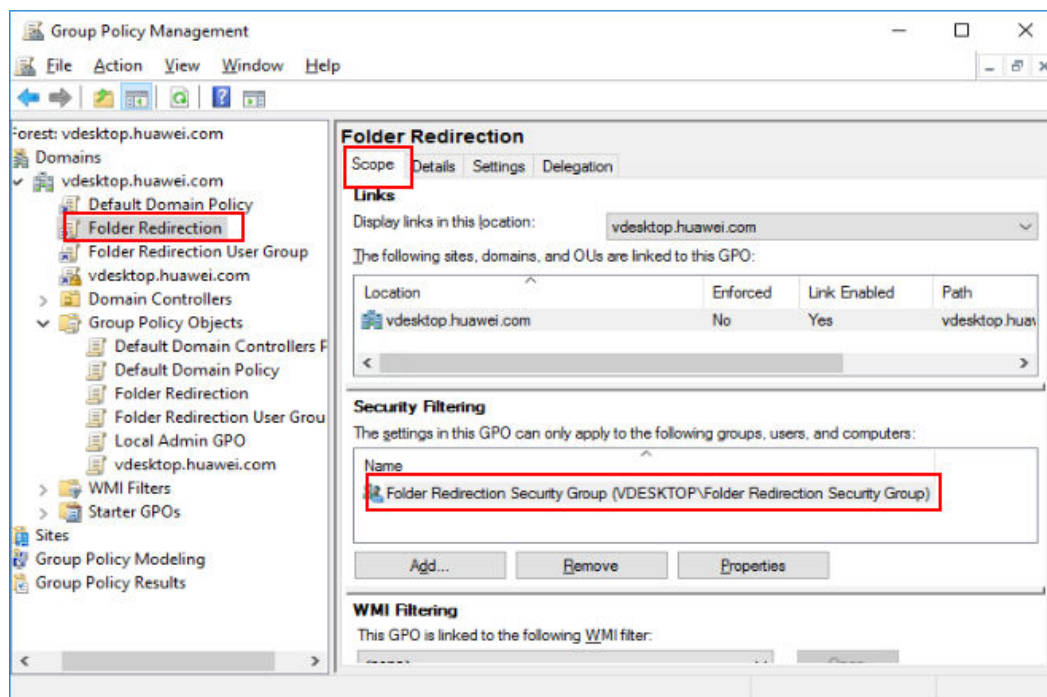 Group Policy Management
File Action View Window Help
Forest: vdesktop.huawei.com
Domains
vdesktop.huawei.com
Default Domain Policy
Folder Redirection
Folder Redirection User Group
vdesktop.huawei.com
Domain Controllers
Group Policy Objects
Default Domain Controllers P
Default Domain Policy
Folder Redirection
Folder Redirection User Grou
Local Admin GPO
vdesktop.huawei.com
WMI Filters
Starter GPOs
Sites
Group Policy Modeling
Group Policy Results
Folder Redirection
Scope Details Settings Delegation
Links
Display links in this location: vdesktop.huawei.com
The following sites, domains, and OUs are linked to this GPO:
Location Enforced Link Enabled Path
vdesktop.huawei.com No Yes vdesktop.huaw
Security Filtering
The settings in this GPO can only apply to the following groups, users, and computers:
Name
Folder Redirection Security Group (VDESKTOP\Folder Redirection Security Group)
Add... Remove Properties
WMI Filtering
This GPO is linked to the following WMI filter: